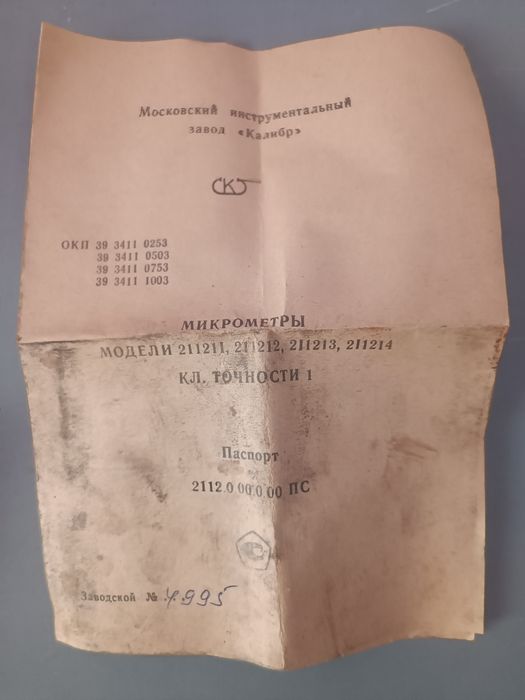 Московский инструментальный
завод «Калибр»
ОКП 39 3411 0253
39 3411 0503
39 3411 0753
39 3411 1003
МИКРОМЕТРЫ
МОДЕЛИ 211211, 211212, 211213, 211214
КЛ. ТОЧНОСТИ 1
Паспорт
2112.0 00.0 00 ПС
Заводской №